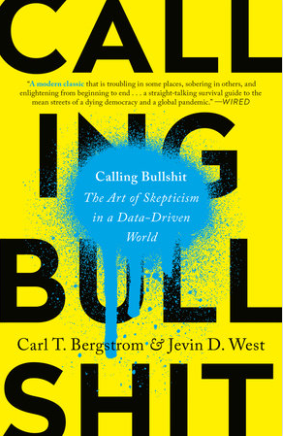 CALL
"A modern classic that is troubling in some places, sobering in others, and
enlightening from beginning to end . . . a straight-talking survival guide to the
mean streets of a dying democracy and a global pandemic." —WIRED
ING
Calling Bullshit
The Art of Skepticism
in a Data-Driven
World
BULL
Carl T. Bergstrom & Jevin D. West
SHIT